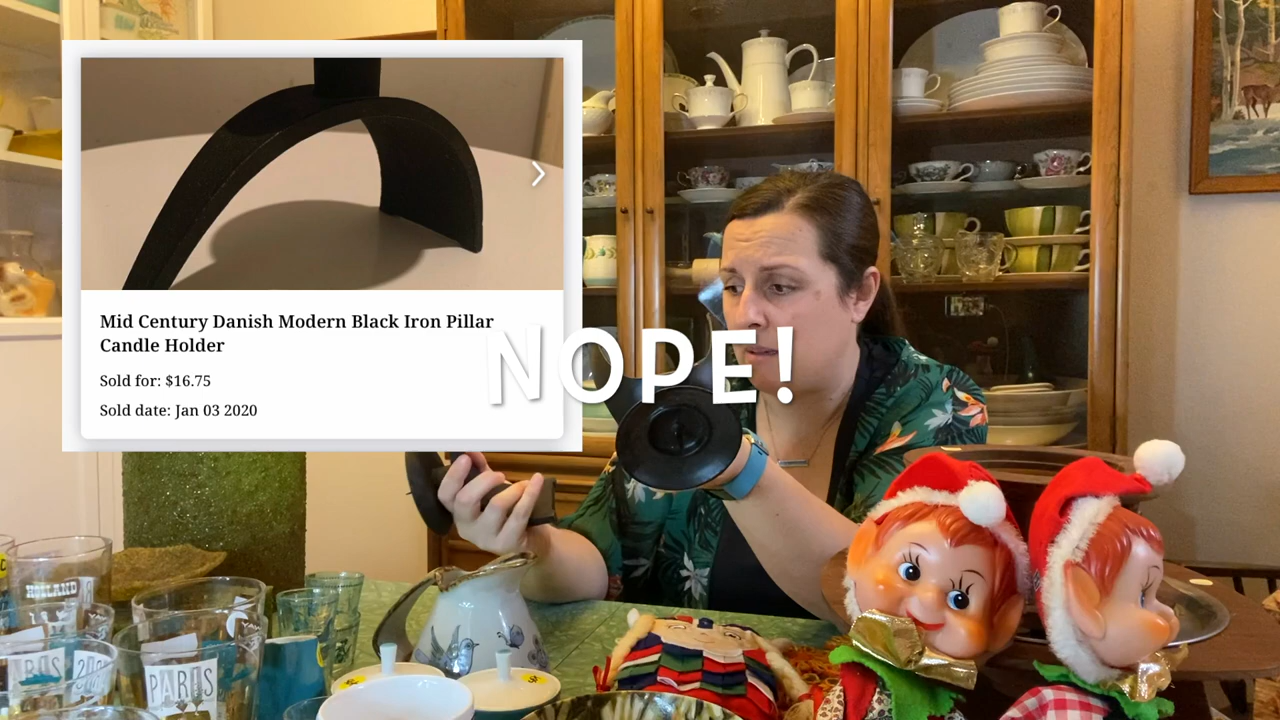 Mid Century Danish Modern Black Iron Pillar
Candle Holder
Sold for: $16.75
Sold date: Jan 03 2020
NOPE!
HOLLAND
PARIS